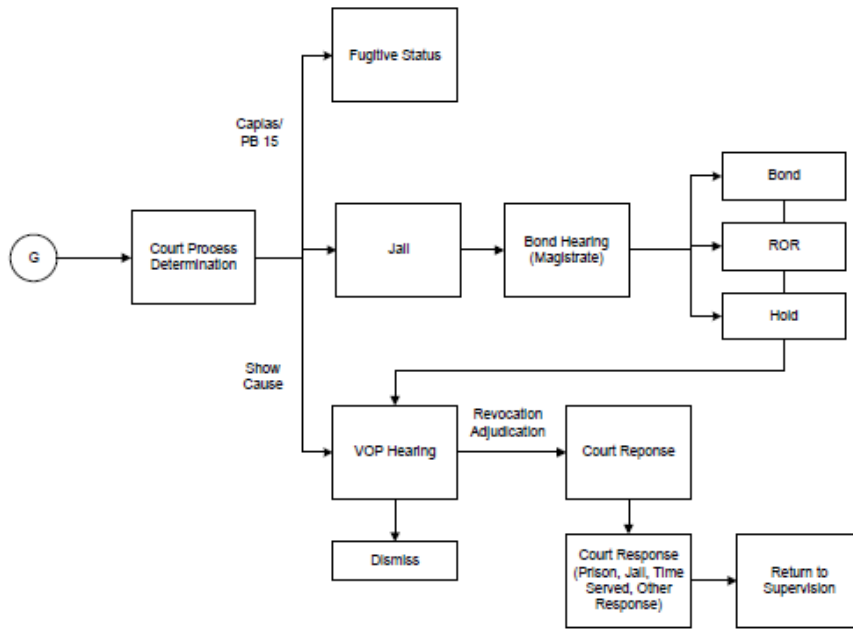 Fugitive Status
Capias/
PB 15
Bond
G
Court Process
Determination
Jail
Bond Hearing
(Magistrate)
ROR
Hold
Show
Cause
VOP Hearing
Revocation
Adjudication
Court Reponse
Dismiss
Court Response
(Prison, Jail, Time
Served, Other
Response)
Return to
Supervision